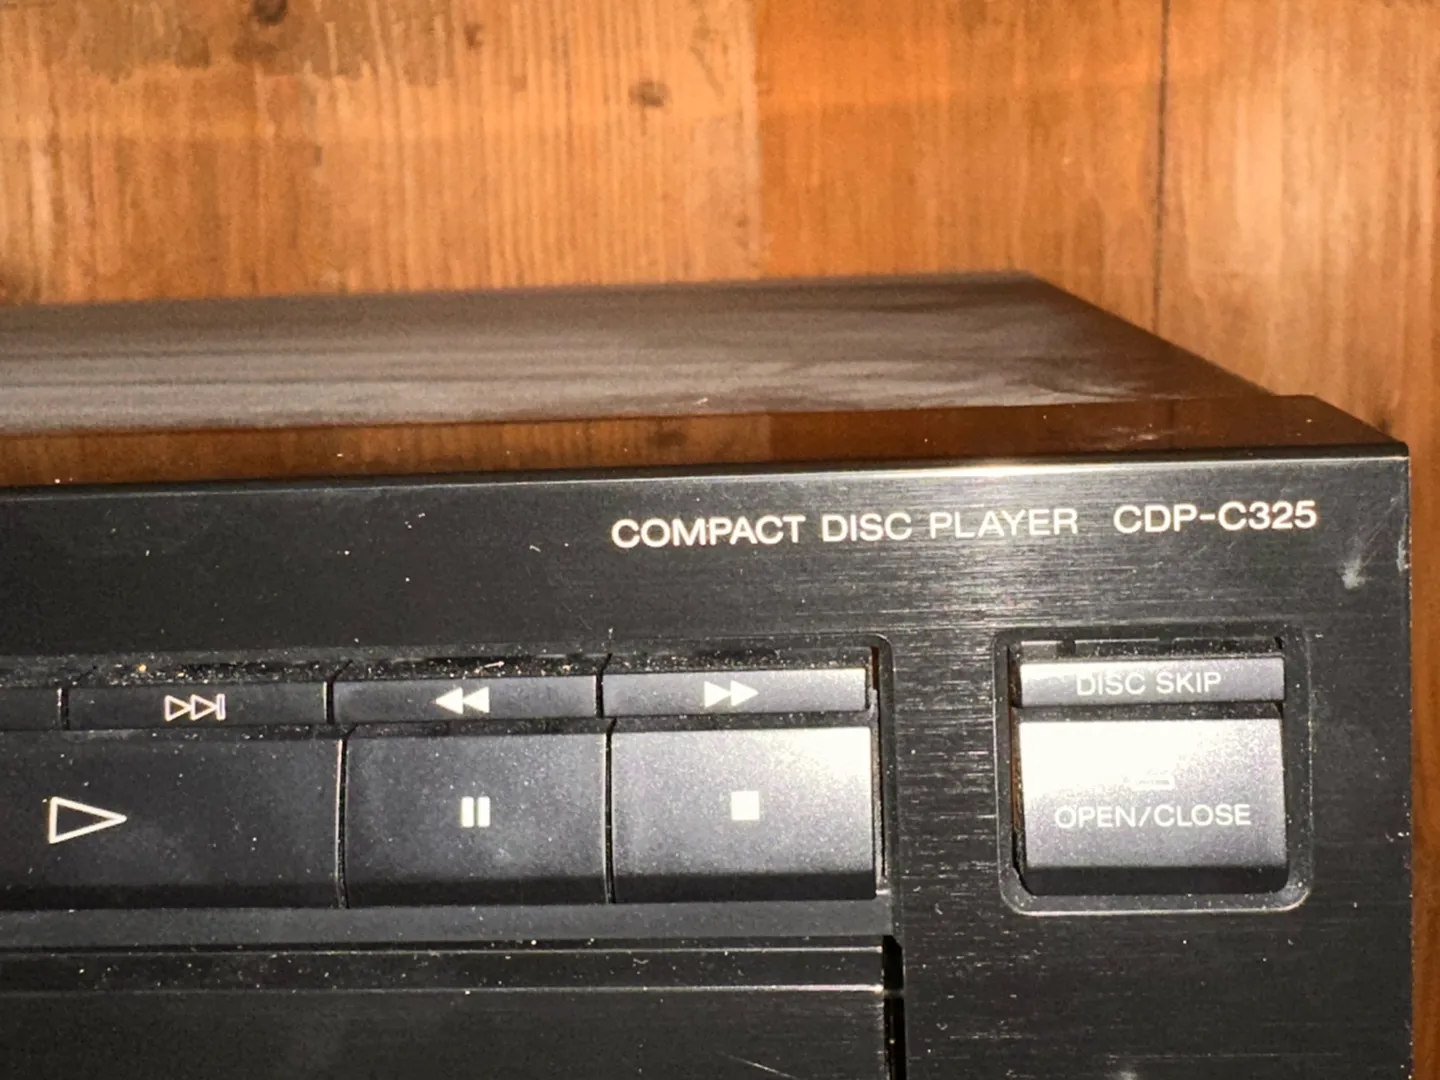 COMPACT DISC PLAYER CDP-C325
DISC SKIP
OPEN/CLOSE